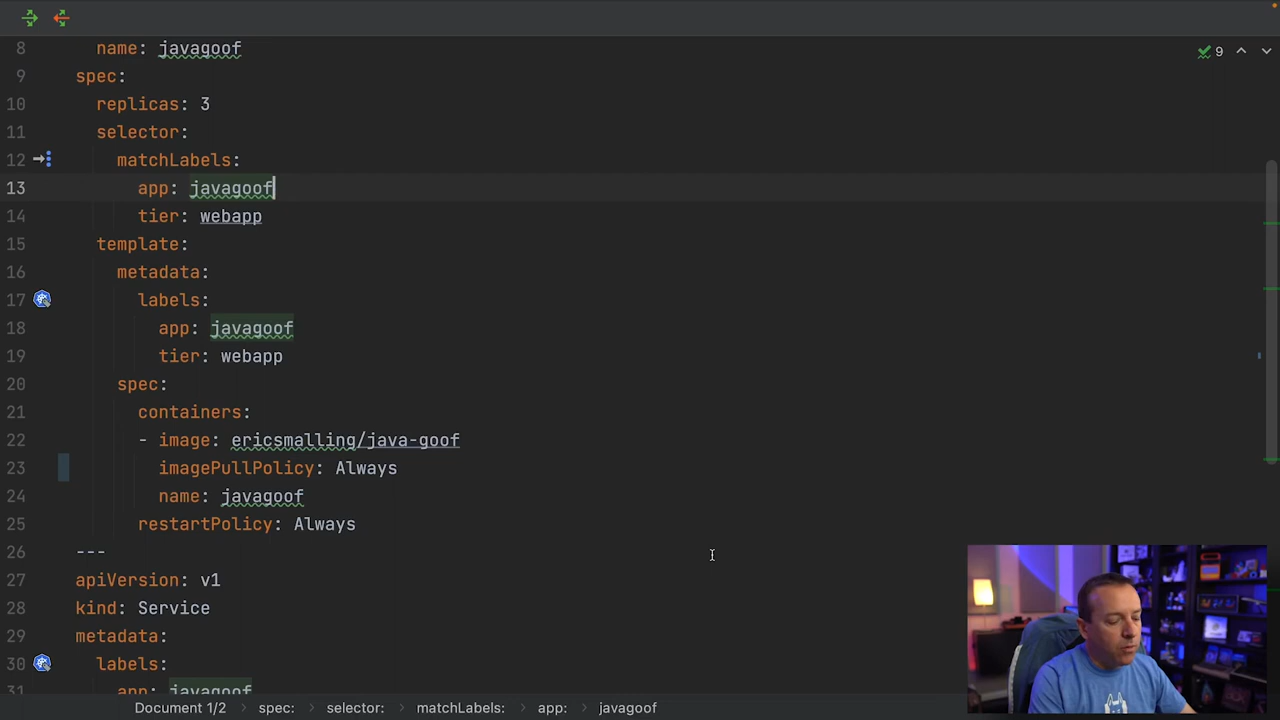 9
8 name: javagoof
9 spec:
10 replicas: 3
11 selector:
12 matchLabels:
13 app: javagoof
14 tier: webapp
15 template:
16 metadata:
17 labels:
18 app: javagoof
19 tier: webapp
20 spec:
21 containers:
22 - image: ericsmalling/java-goof
23 imagePullPolicy: Always
24 name: javagoof
25 restartPolicy: Always
26 ---
27 apiVersion: v1
28 kind: Service
29 metadata:
30 labels:
31 app: javagoof
Document 1/2 spec: selector: matchLabels: app: javagoof